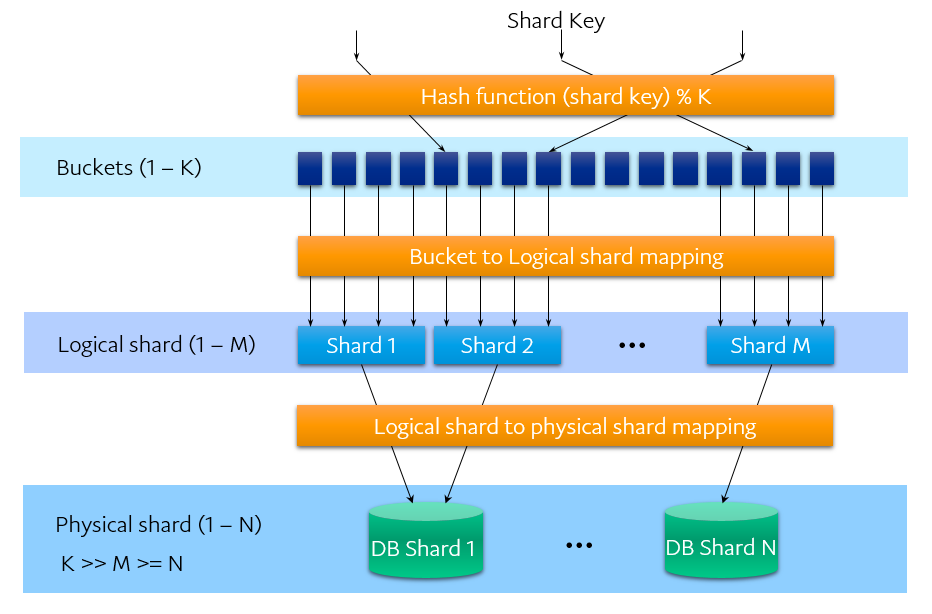 Shard Key
Hash function (shard key) % K
Buckets (1 – K)
Bucket to Logical shard mapping
Logical shard (1 – M)
Shard 1
Shard 2
...
Shard M
Logical shard to physical shard mapping
Physical shard (1 – N)
K >> M >= N
DB Shard 1
...
DB Shard N